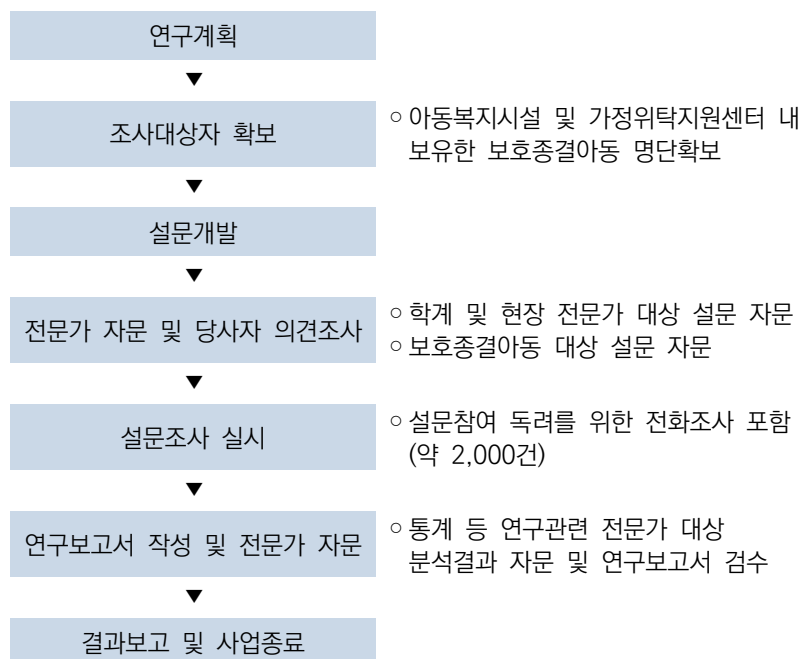 연구계획
▼
조사대상자 확보
○ 아동복지시설 및 가정위탁지원센터 내
보유한 보호종결아동 명단확보
▼
설문개발
▼
전문가 자문 및 당사자 의견조사
○ 학계 및 현장 전문가 대상 설문 자문
○ 보호종결아동 대상 설문 자문
▼
설문조사 실시
○ 설문참여 독려를 위한 전화조사 포함
(약 2,000건)
▼
연구보고서 작성 및 전문가 자문
○ 통계 등 연구관련 전문가 대상
분석결과 자문 및 연구보고서 검수
▼
결과보고 및 사업종료